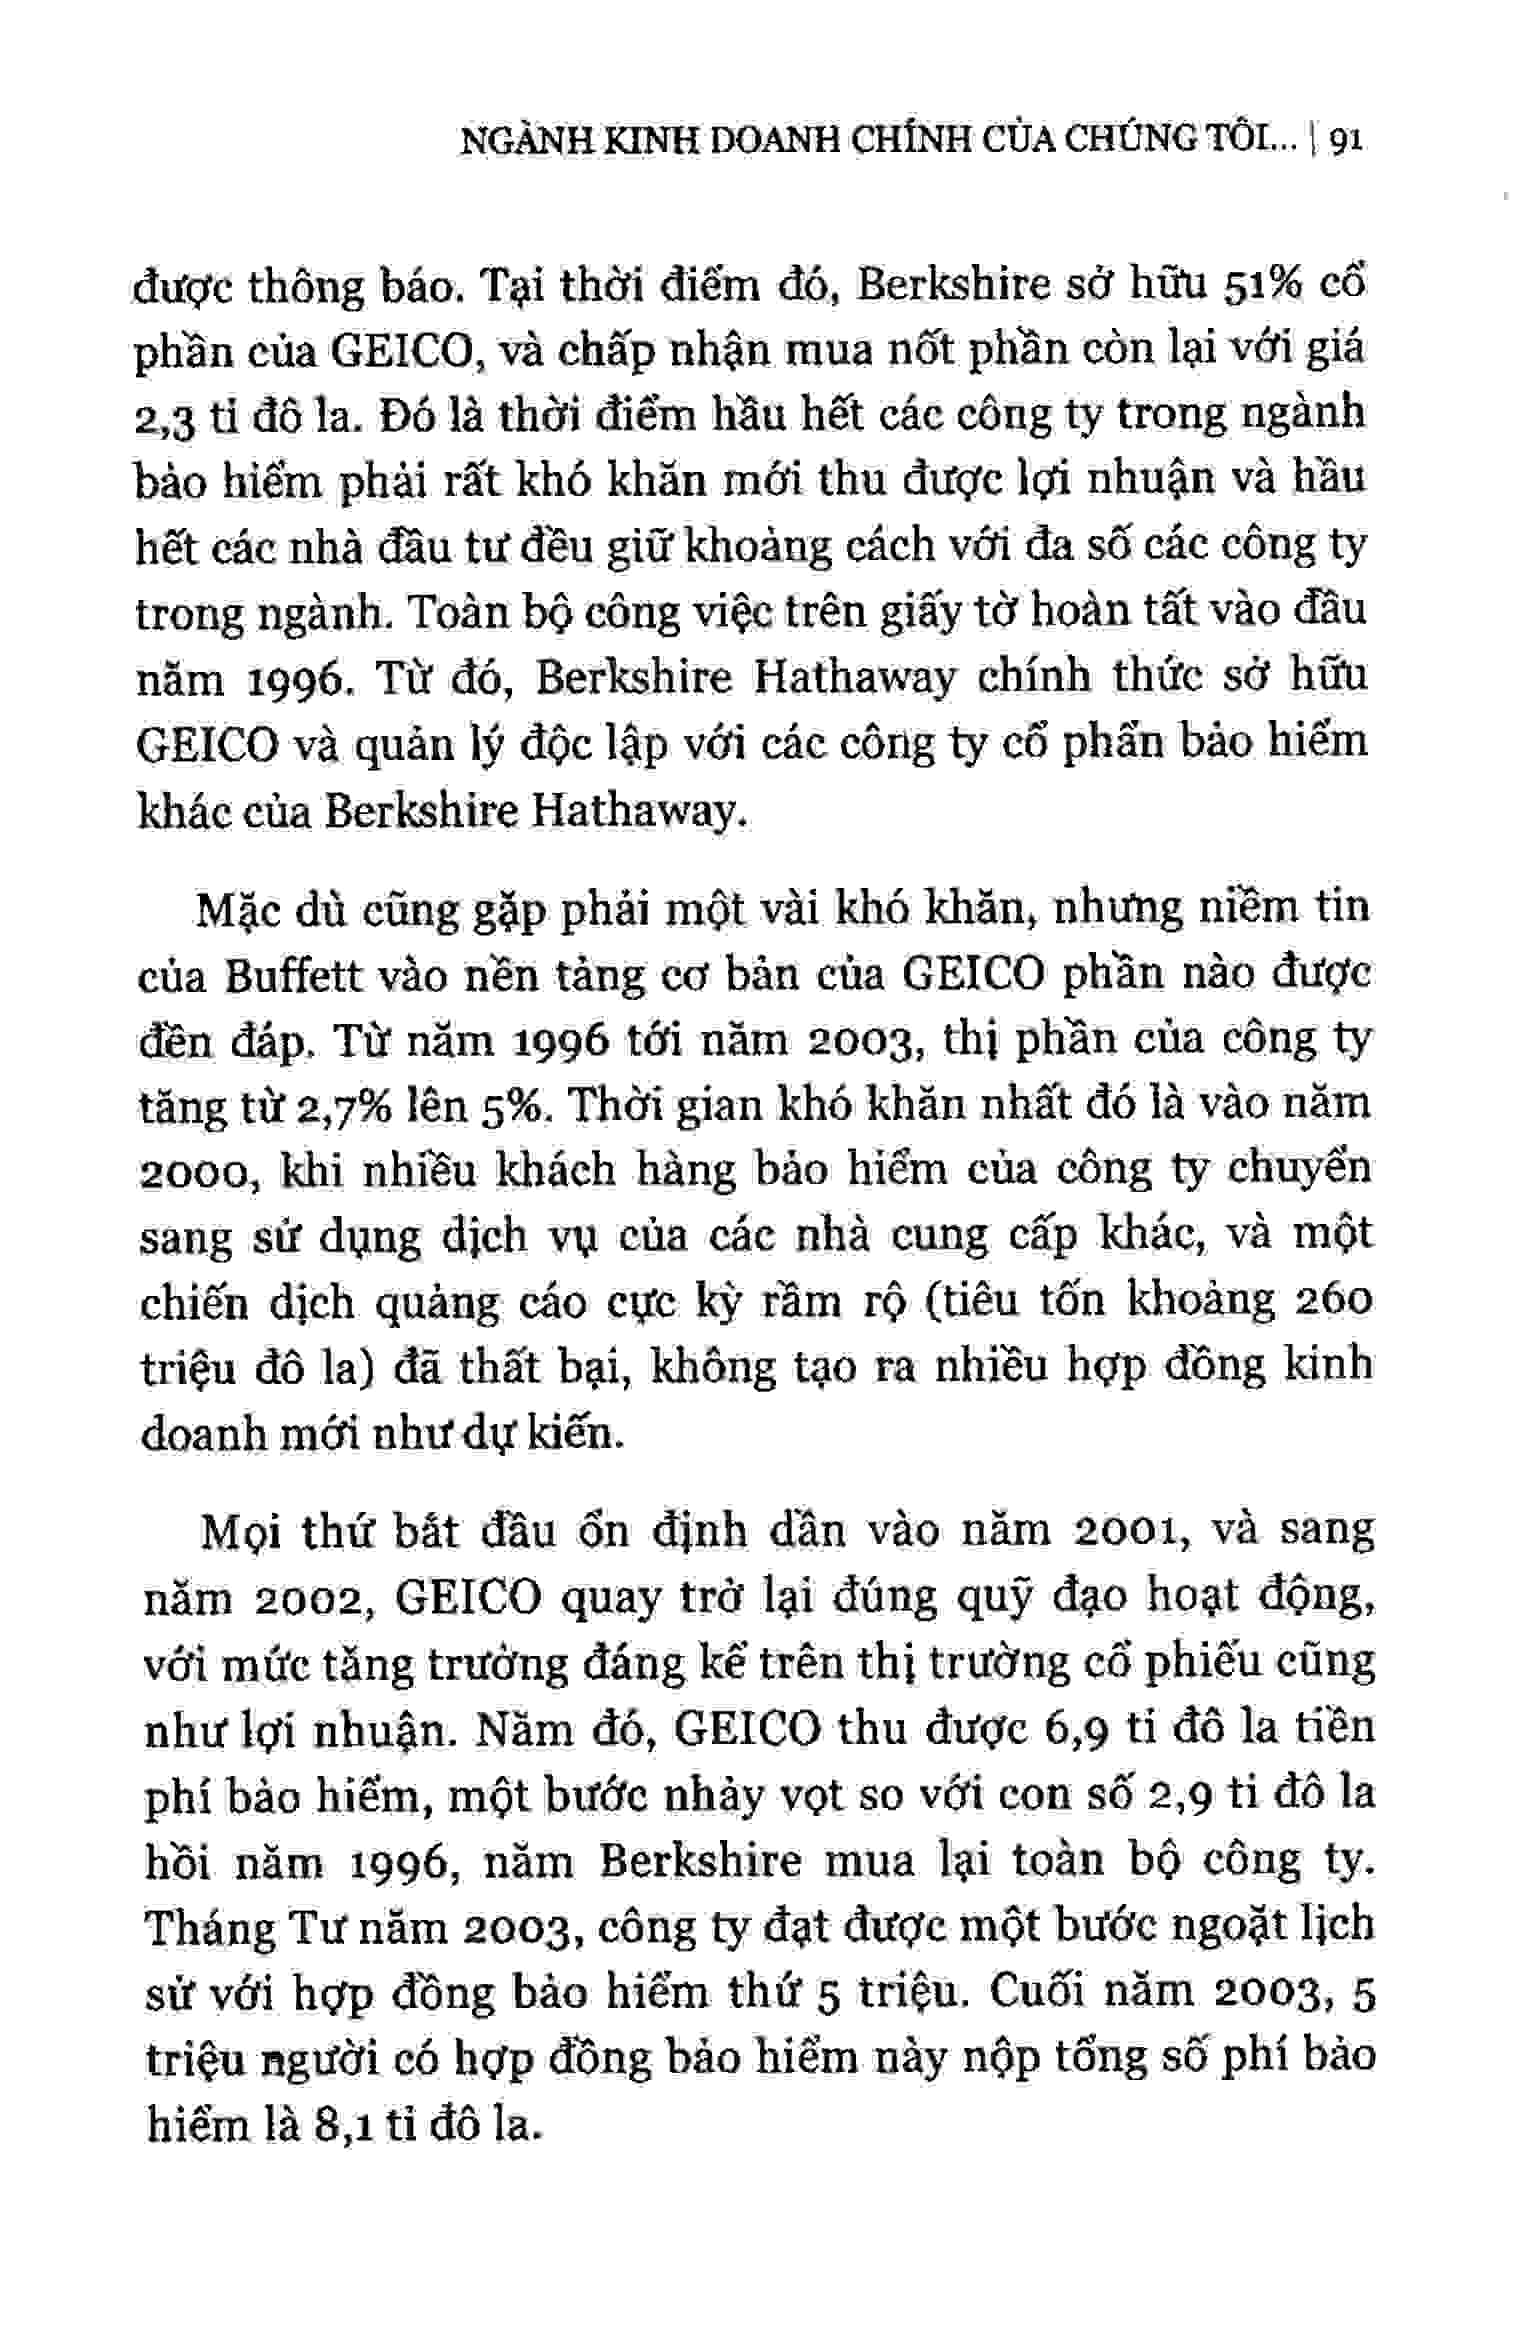 NGÀNH KINH DOANH CHÍNH CỦA CHÚNG TÔI... | 91
được thông báo. Tại thời điểm đó, Berkshire sở hữu 51% cổ
phần của GEICO, và chấp nhận mua nốt phần còn lại với giá
2,3 tỉ đô la. Đó là thời điểm hầu hết các công ty trong ngành
bảo hiểm phải rất khó khăn mới thu được lợi nhuận và hầu
hết các nhà đầu tư đều giữ khoảng cách với đa số các công ty
trong ngành. Toàn bộ công việc trên giấy tờ hoàn tất vào đầu
năm 1996. Từ đó, Berkshire Hathaway chính thức sở hữu
GEICO và quản lý độc lập với các công ty cổ phẩn bảo hiểm
khác của Berkshire Hathaway.
Mặc dù cũng gặp phải một vài khó khăn, nhưng niềm tin
của Buffett vào nền tảng cơ bản của GEICO phần nào được
đền đáp. Từ năm 1996 tới năm 2003, thị phần của công ty
tăng từ 2,7% lên 5%. Thời gian khó khăn nhất đó là vào năm
2000, khi nhiều khách hàng bảo hiểm của công ty chuyển
sang sử dụng dịch vụ của các nhà cung cấp khác, và một
chiến dịch quảng cáo cực kỳ rầm rộ (tiêu tốn khoảng 260
triệu đô la) đã thất bại, không tạo ra nhiều hợp đồng kinh
doanh mới như dự kiến.
Mọi thứ bắt đầu ổn định dần vào năm 2001, và sang
năm 2002, GEICO quay trở lại đúng quỹ đạo hoạt động,
với mức tăng trưởng đáng kể trên thị trường cổ phiếu cũng
như lợi nhuận. Năm đó, GEICO thu được 6,9 tỉ đô la tiền
phí bảo hiểm, một bước nhảy vọt so với con số 2,9 tỉ đô la
hồi năm 1996, năm Berkshire mua lại toàn bộ công ty.
Tháng Tư năm 2003, công ty đạt được một bước ngoặt lịch
sử với hợp đồng bảo hiểm thứ 5 triệu. Cuối năm 2003, 5
triệu người có hợp đồng bảo hiểm này nộp tổng số phí bảo
hiểm là 8,1 tỉ đô la.